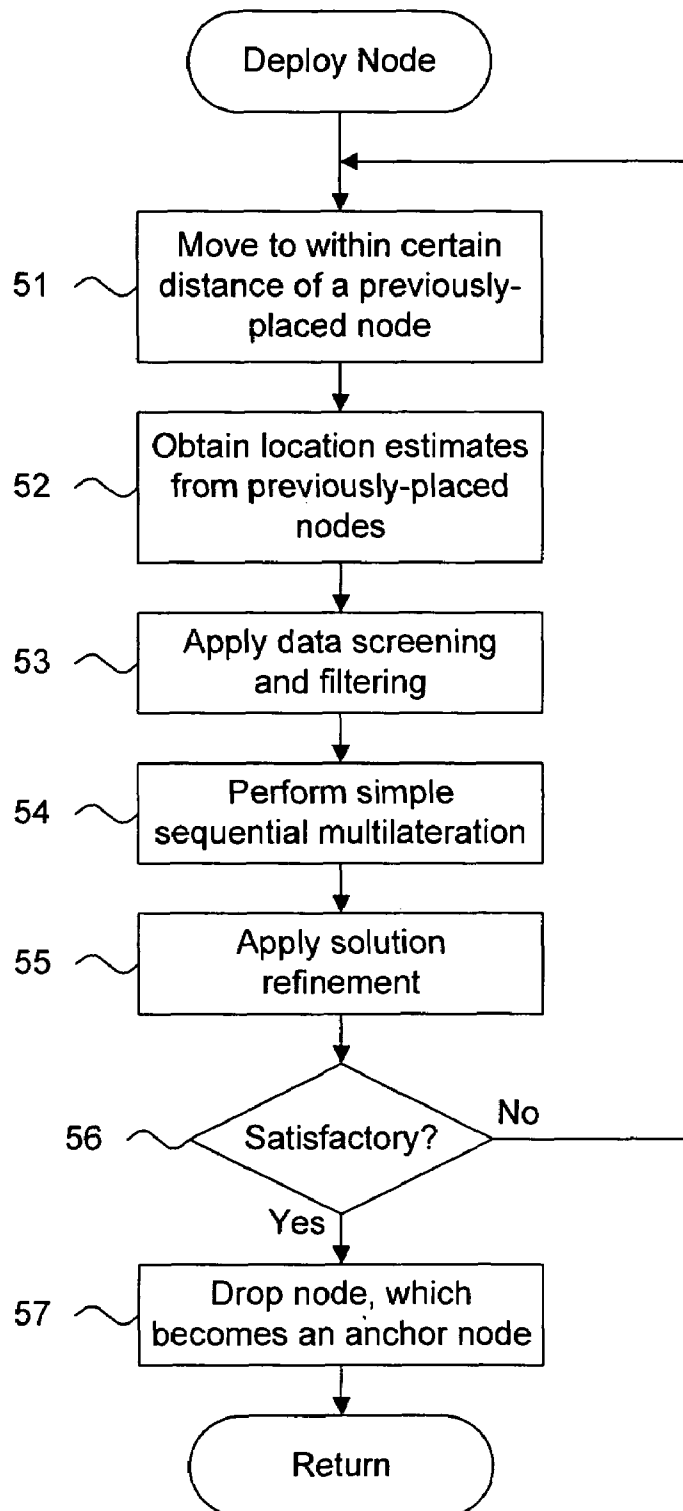 Deploy Node
51
Move to within certain
distance of a previously-
placed node
52
Obtain location estimates
from previously-placed
nodes
53
Apply data screening
and filtering
54
Perform simple
sequential multilateration
55
Apply solution
refinement
56
Satisfactory?
No
Yes
57
Drop node, which
becomes an anchor node
Return